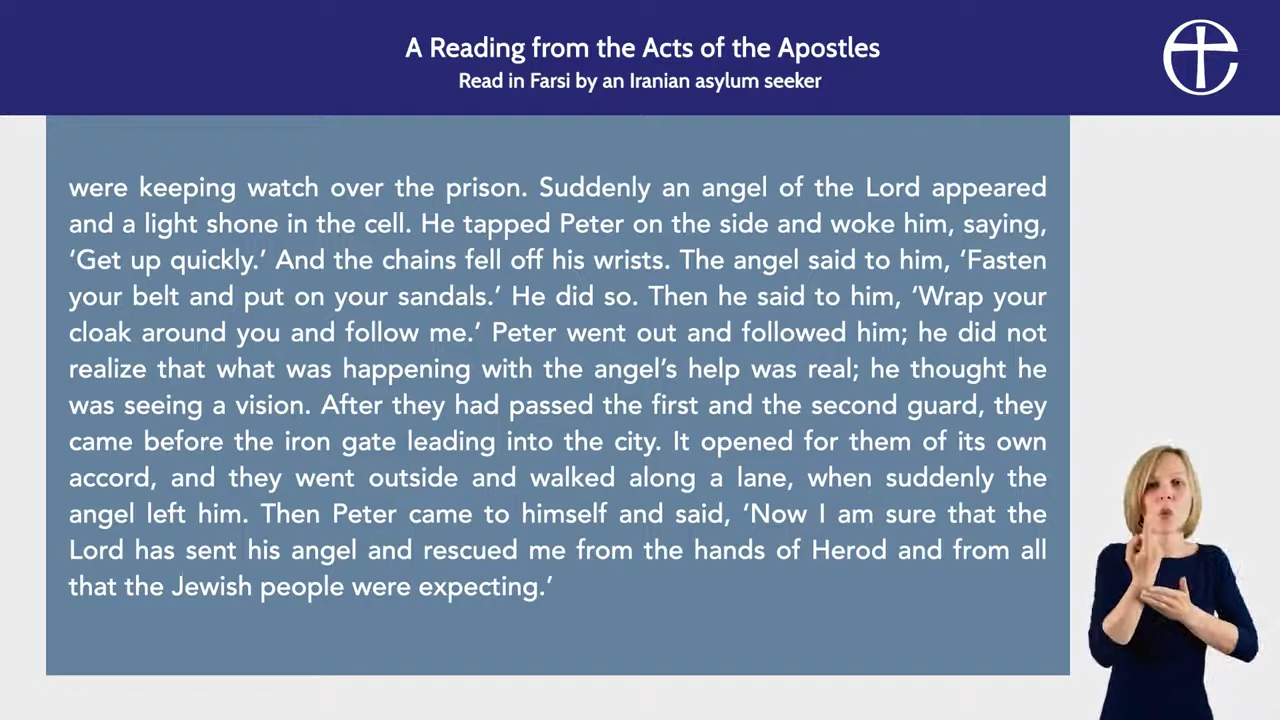 A Reading from the Acts of the Apostles
Read in Farsi by an Iranian asylum seeker
were keeping watch over the prison. Suddenly an angel of the Lord appeared
and a light shone in the cell. He tapped Peter on the side and woke him, saying,
‘Get up quickly.’ And the chains fell off his wrists. The angel said to him, ‘Fasten
your belt and put on your sandals.’ He did so. Then he said to him, ‘Wrap your
cloak around you and follow me.’ Peter went out and followed him; he did not
realize that what was happening with the angel’s help was real; he thought he
was seeing a vision. After they had passed the first and the second guard, they
came before the iron gate leading into the city. It opened for them of its own
accord, and they went outside and walked along a lane, when suddenly the
angel left him. Then Peter came to himself and said, ‘Now I am sure that the
Lord has sent his angel and rescued me from the hands of Herod and from all
that the Jewish people were expecting.’